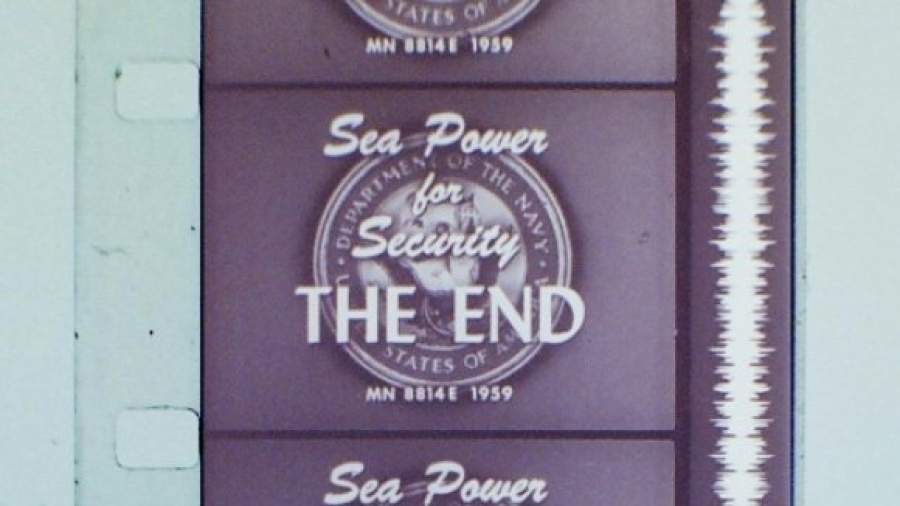 STATES OF A
MN 8814E 1959
Sea Power
for
Security
DEPARTMENT OF THE NAVY
THE END
STATES OF AM
MN 8814E 1959
Sea Power